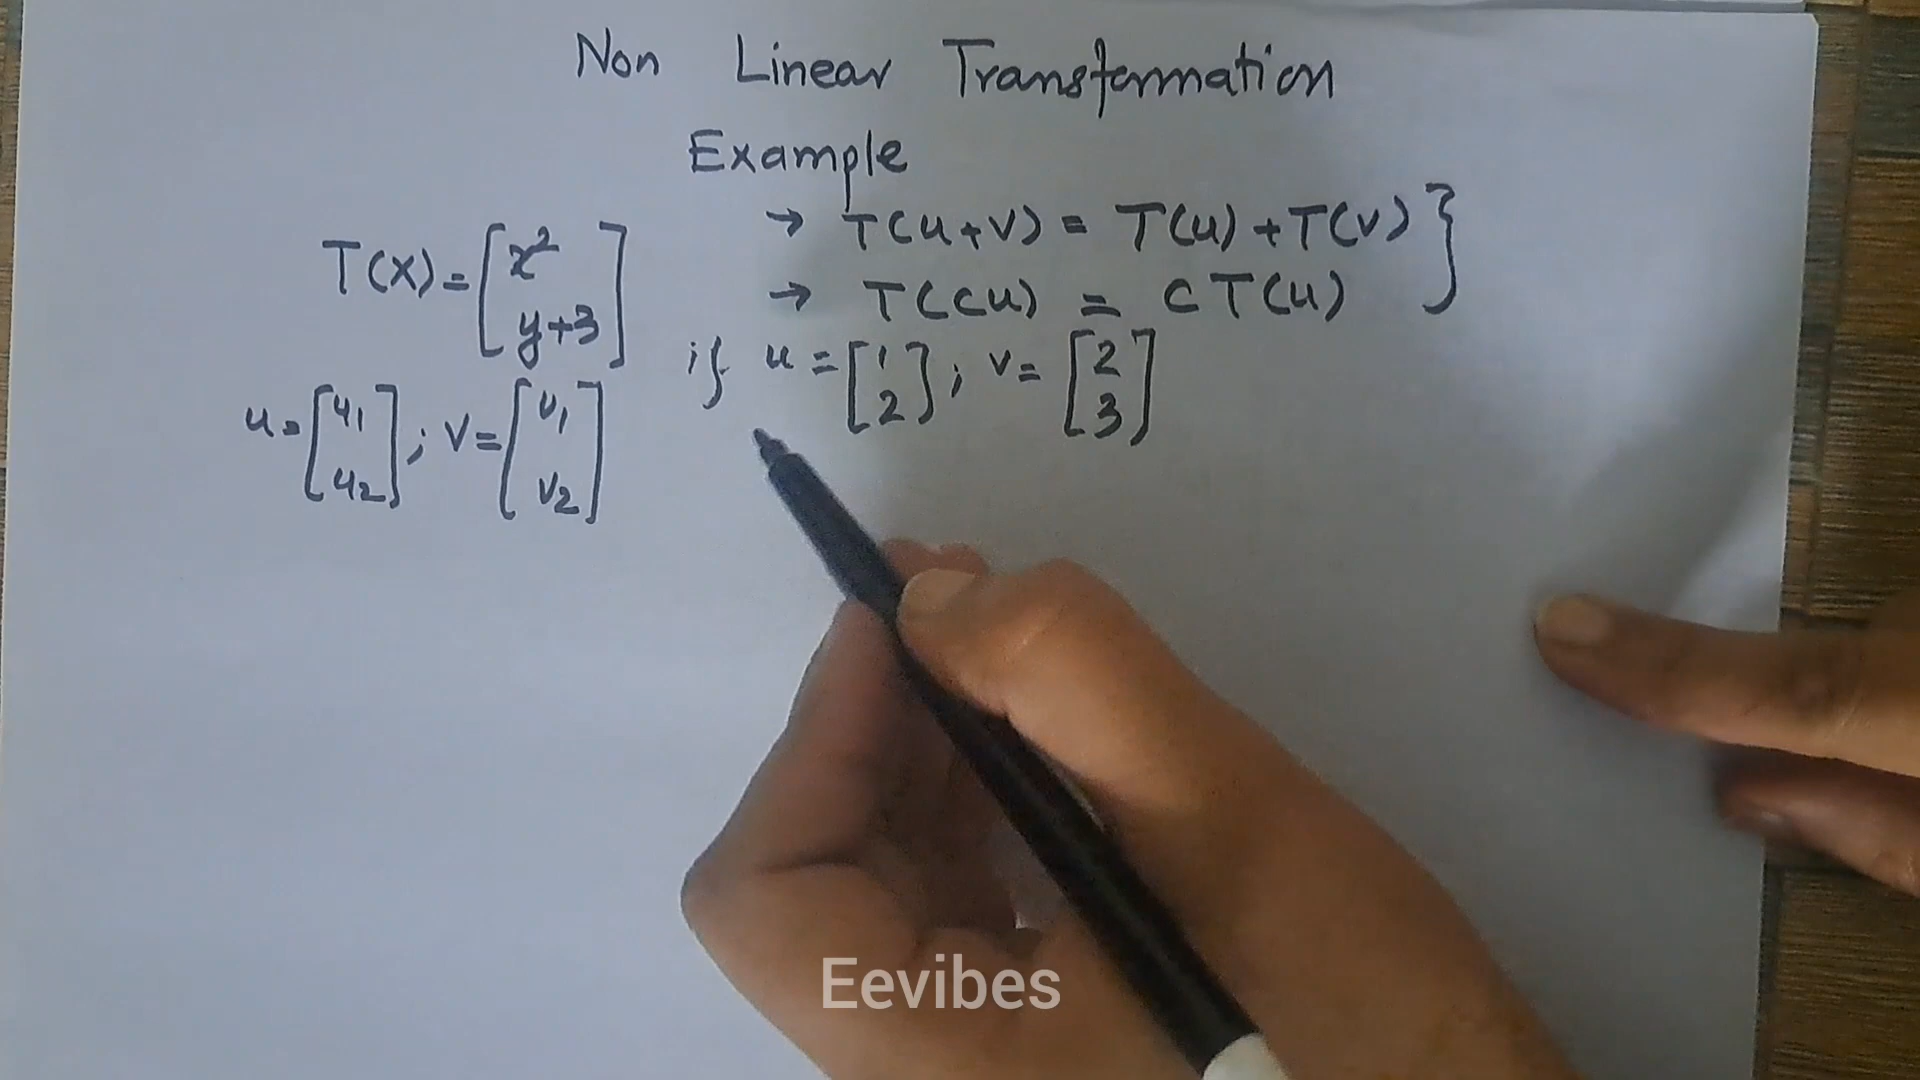 Non Linear Transformation
Example
→ T(u+v) = T(u)+T(v) }
→ T(cu) = cT(u)
T(x) = [x²
y+3]
if u = [1
2] ; v = [2
3]
u = [u1
u2] ; v = [v1
v2]
Eevibes